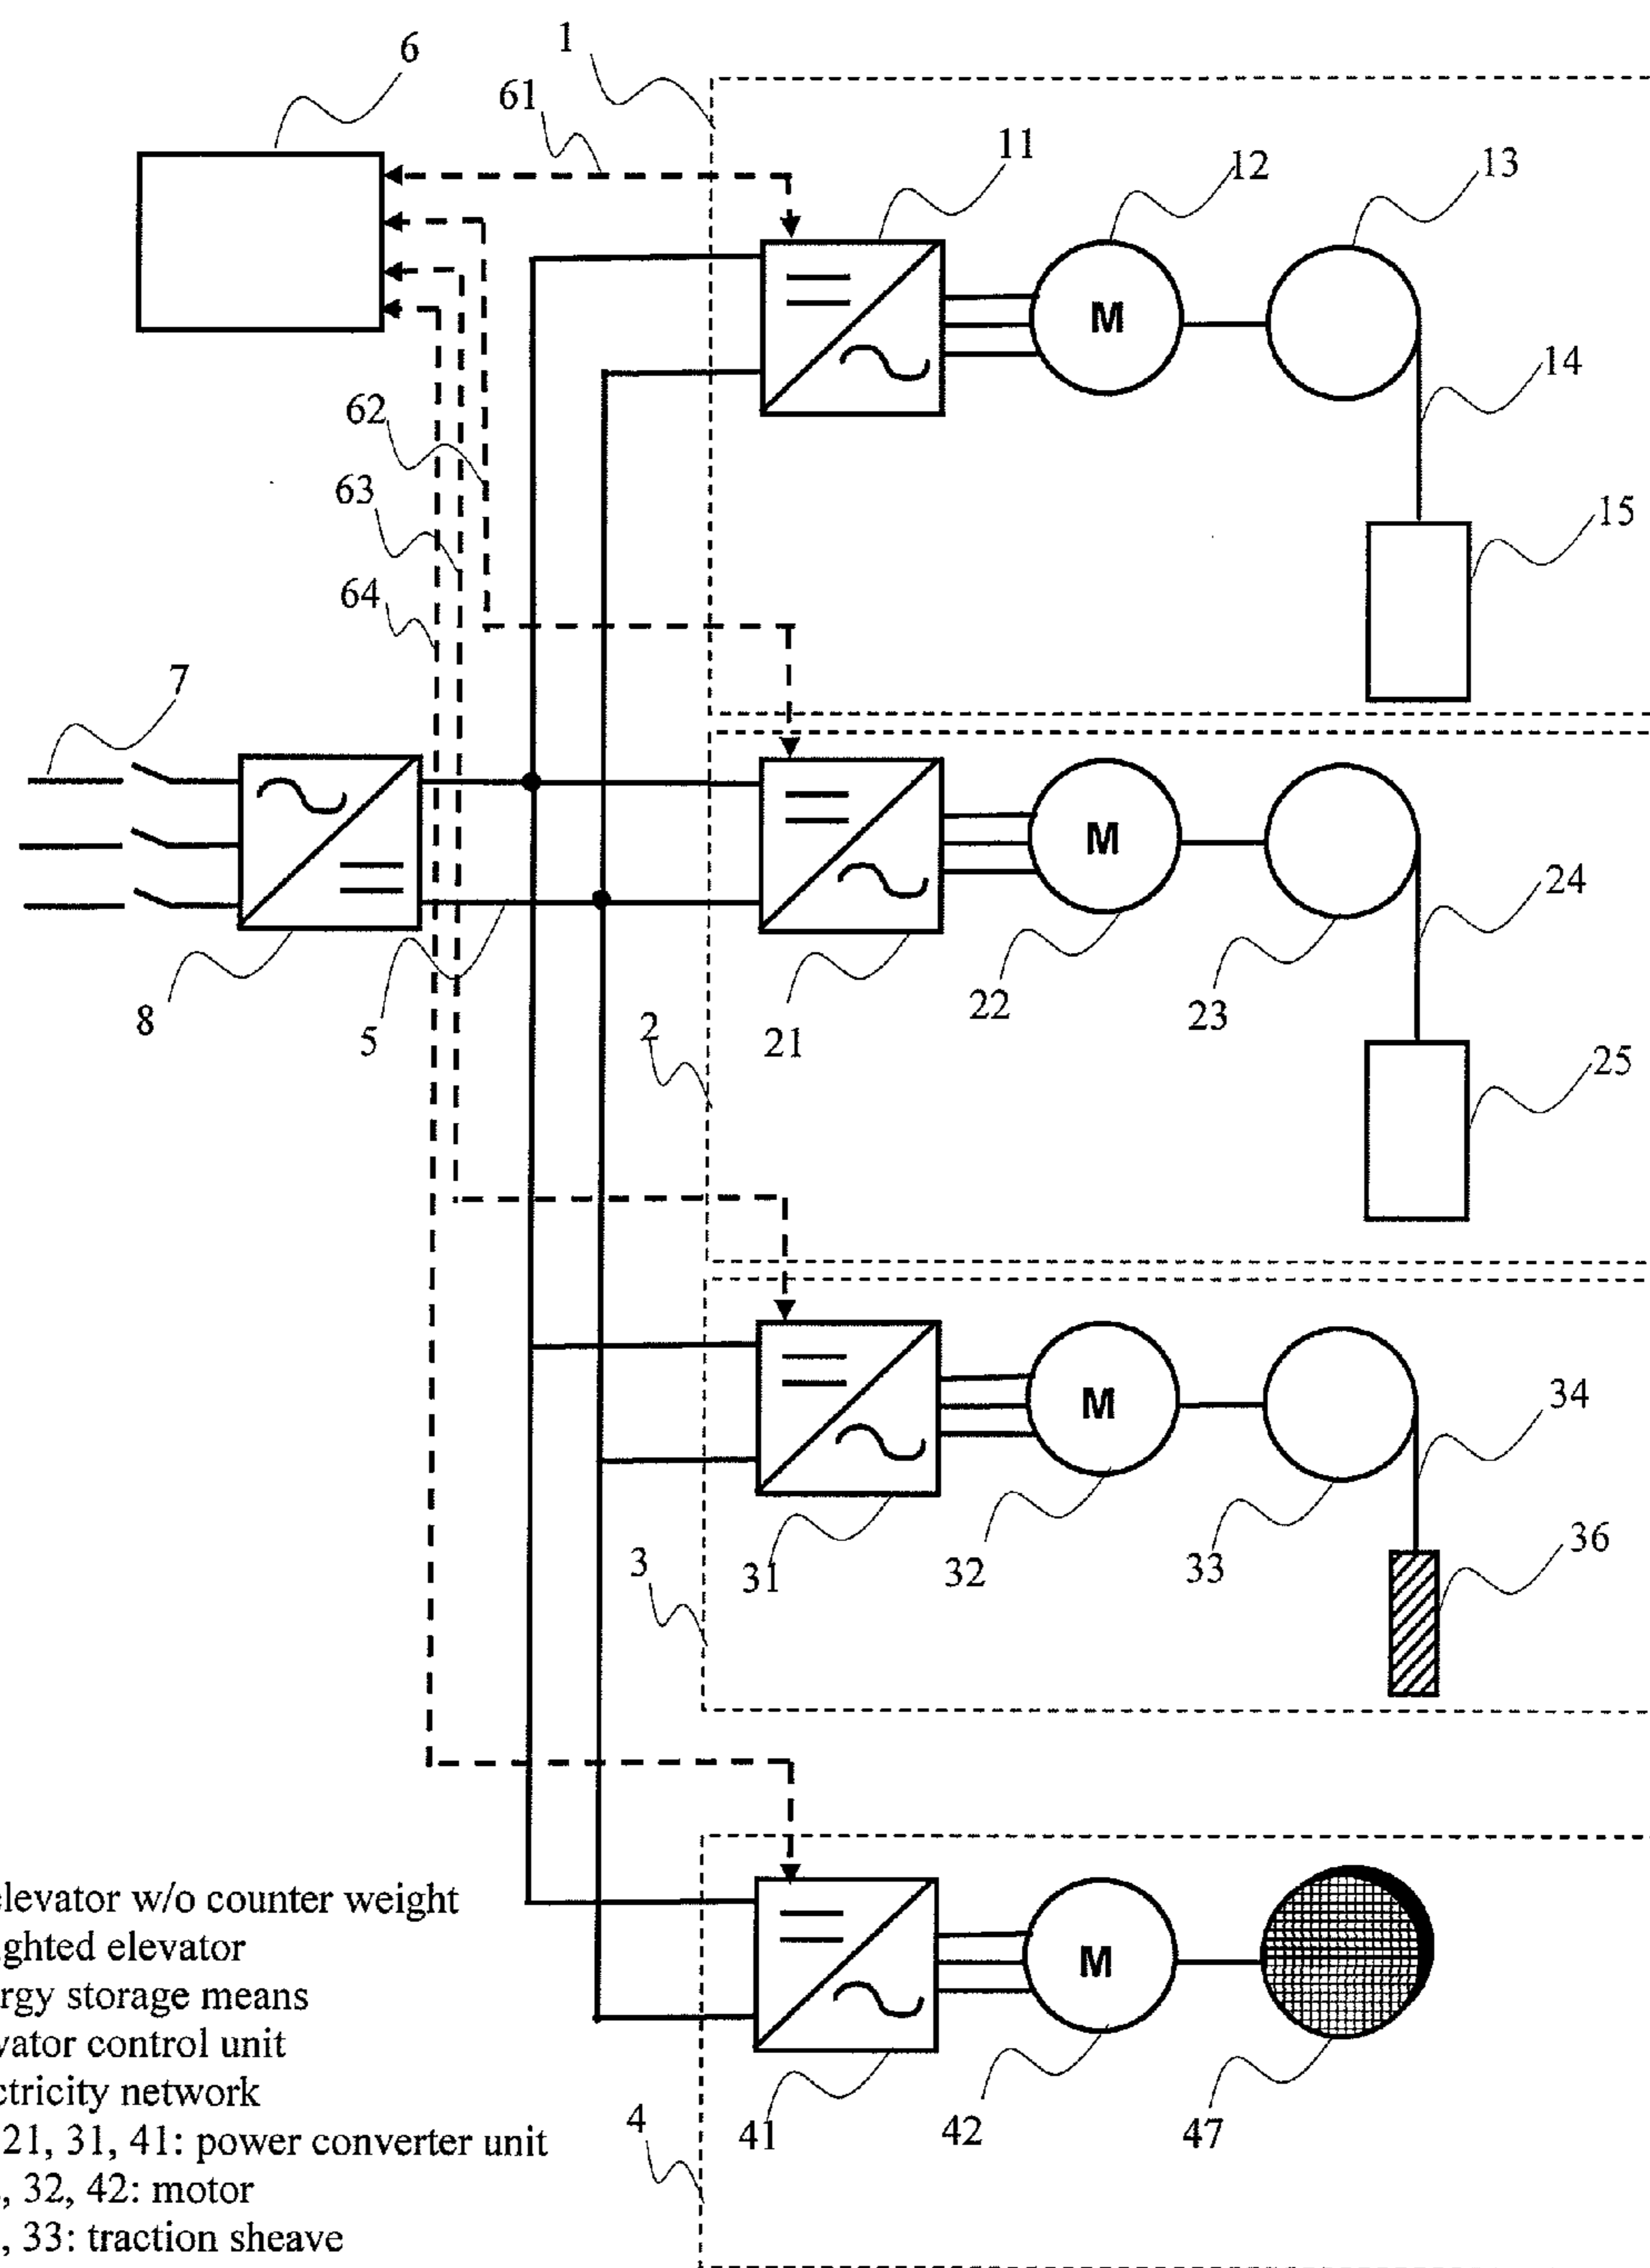 6
1
61
11
12
13
14
62
63
15
64
M
7
24
M
22
23
8
5
2
21
25
34
M
3
31
32
33
36
elevator w/o counter weight
ighted elevator
rgy storage means
vator control unit
M
ctricity network
21, 31, 41: power converter unit
4
41
42
47
, 32, 42: motor
, 33: traction sheave